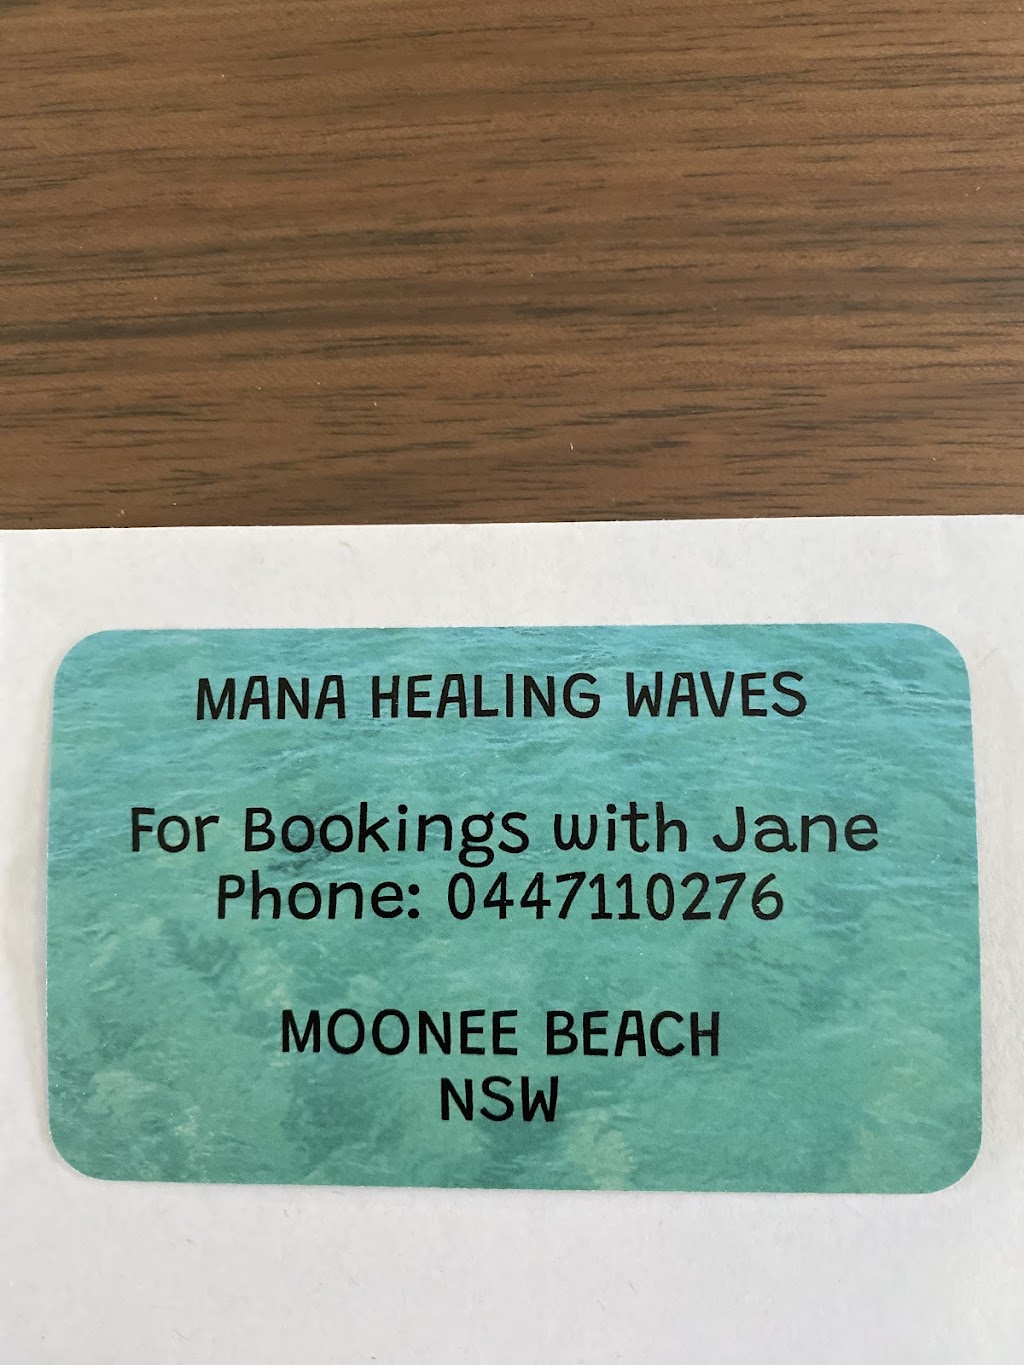 MANA HEALING WAVES
For Bookings with Jane
Phone: 0447110276
MOONEE BEACH
NSW